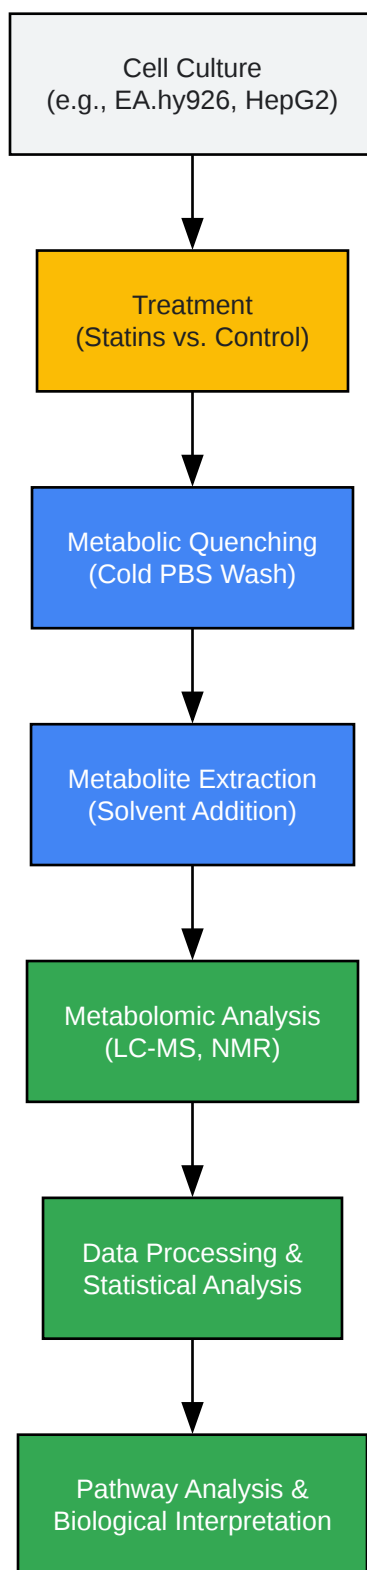 Cell Culture
(e.g., EA.hy926, HepG2)
Treatment
(Statins vs. Control)
Metabolic Quenching
(Cold PBS Wash)
Metabolite Extraction
(Solvent Addition)
Metabolomic Analysis
(LC-MS, NMR)
Data Processing &
Statistical Analysis
Pathway Analysis &
Biological Interpretation